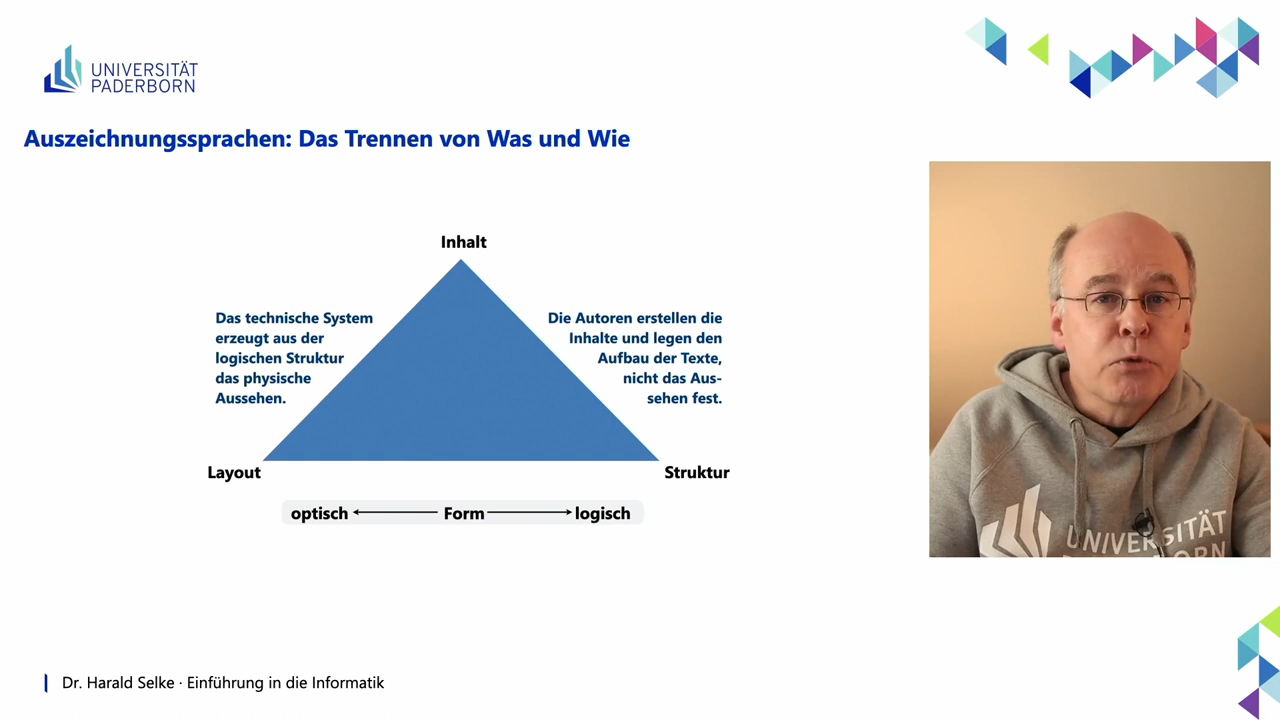 UNIVERSITÄT
PADERBORN
Auszeichnungssprachen: Das Trennen von Was und Wie
Inhalt
Das technische System
erzeugt aus der
logischen Struktur
das physische
Aussehen.
Die Autoren erstellen die
Inhalte und legen den
Aufbau der Texte,
nicht das Aus-
sehen fest.
Layout
Struktur
optisch Form logisch
UNIVERSITÄT
Dr. Harald Selke · Einführung in die Informatik